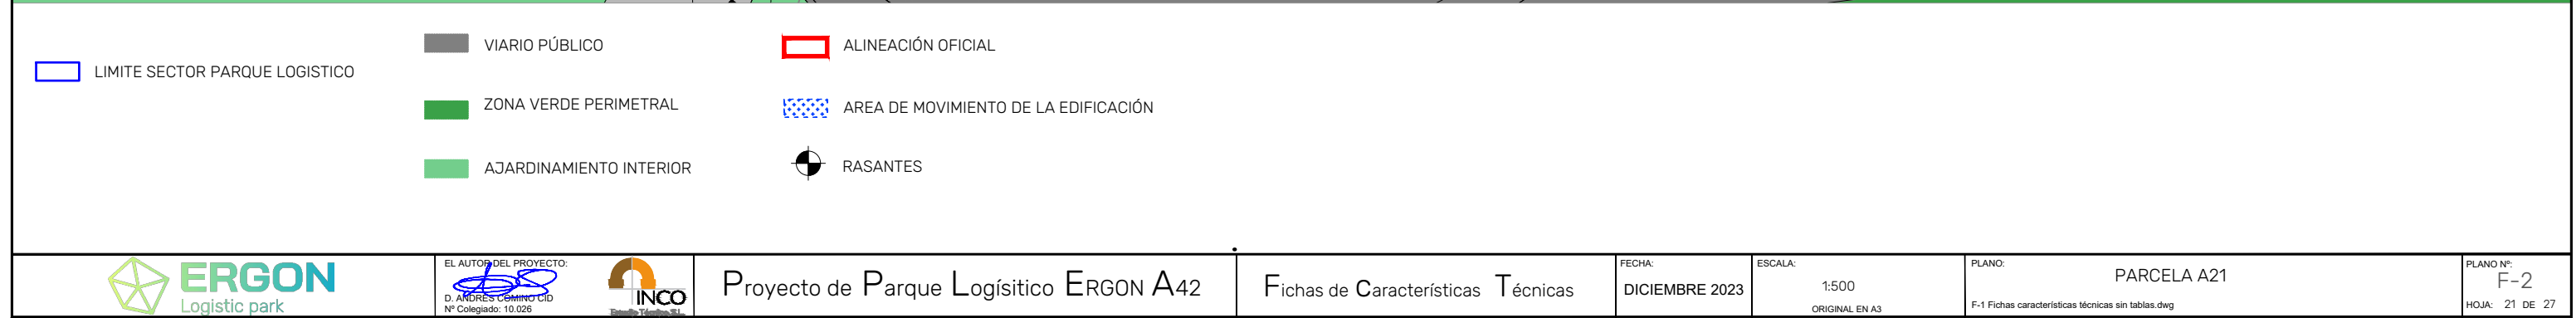 LIMITE SECTOR PARQUE LOGISTICO
VIARIO PÚBLICO
ZONA VERDE PERIMETRAL
AJARDINAMIENTO INTERIOR
ALINEACIÓN OFICIAL
AREA DE MOVIMIENTO DE LA EDIFICACIÓN
RASANTES
ERGON
Logistic park
EL AUTOR DEL PROYECTO:
D. ANDRES COMINO CID
Nº Colegiado: 10.026
INCO
Estudio Técnico S.L.
Proyecto de Parque Logísitico ERGON A42
Fichas de Características Técnicas
FECHA:
DICIEMBRE 2023
ESCALA:
1:500
ORIGINAL EN A3
PLANO:
PARCELA A21
F-1 Fichas características técnicas sin tablas.dwg
PLANO Nº:
F-2
HOJA: 21 DE 27